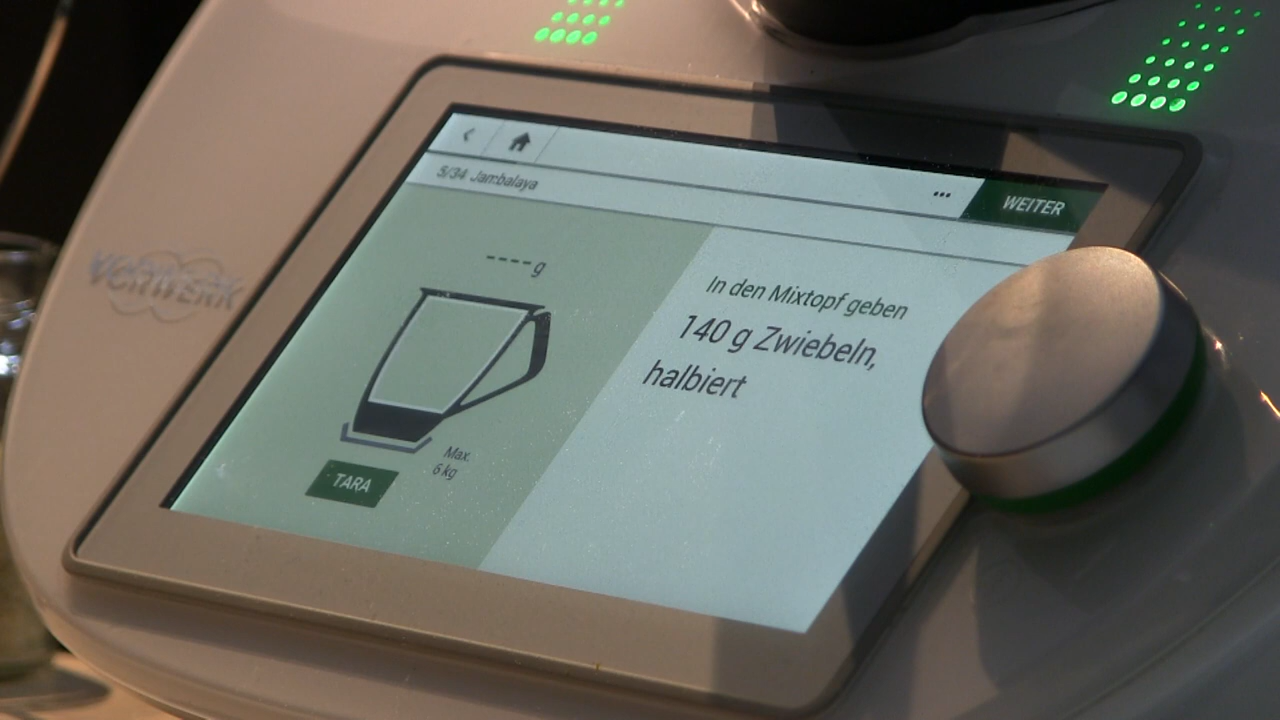 WEITER
5/34 Jambalaya
----g
In den Mixtopf geben
140 g Zwiebeln,
halbiert
Max.
6 kg
TARA
VORWERK